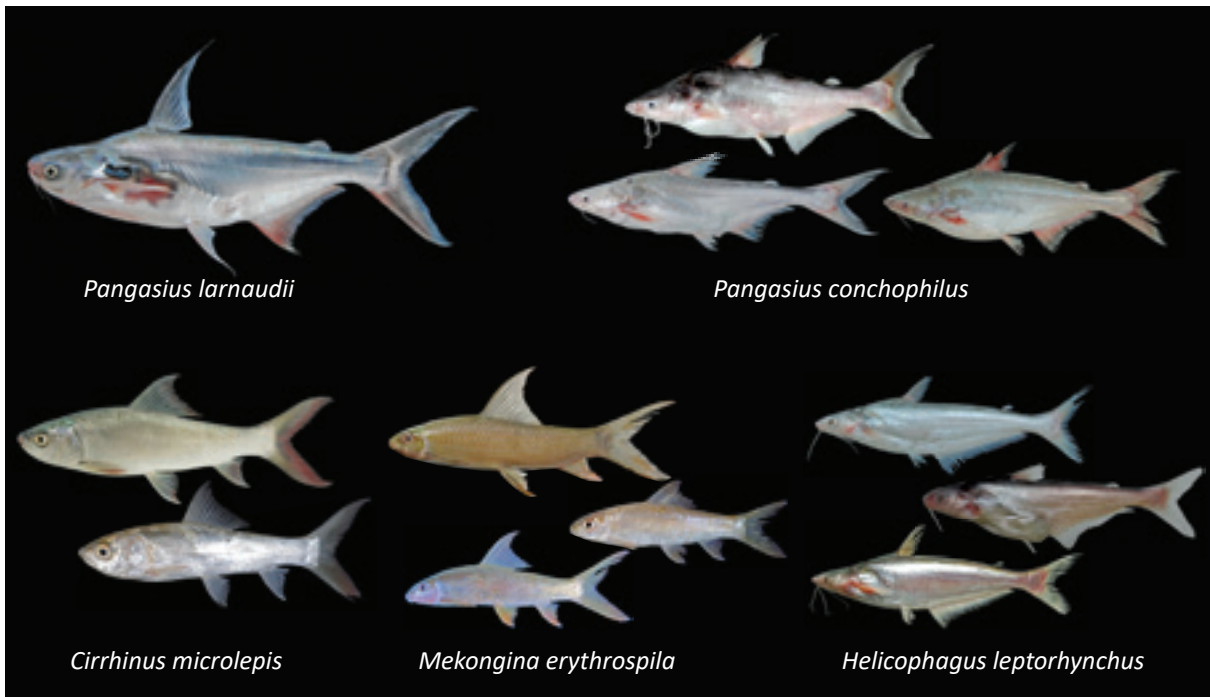 Pangasius larnaudii
Pangasius conchophilus
Cirrhinus microlepis
Mekongina erythrospila
Helicophagus leptorhynchus